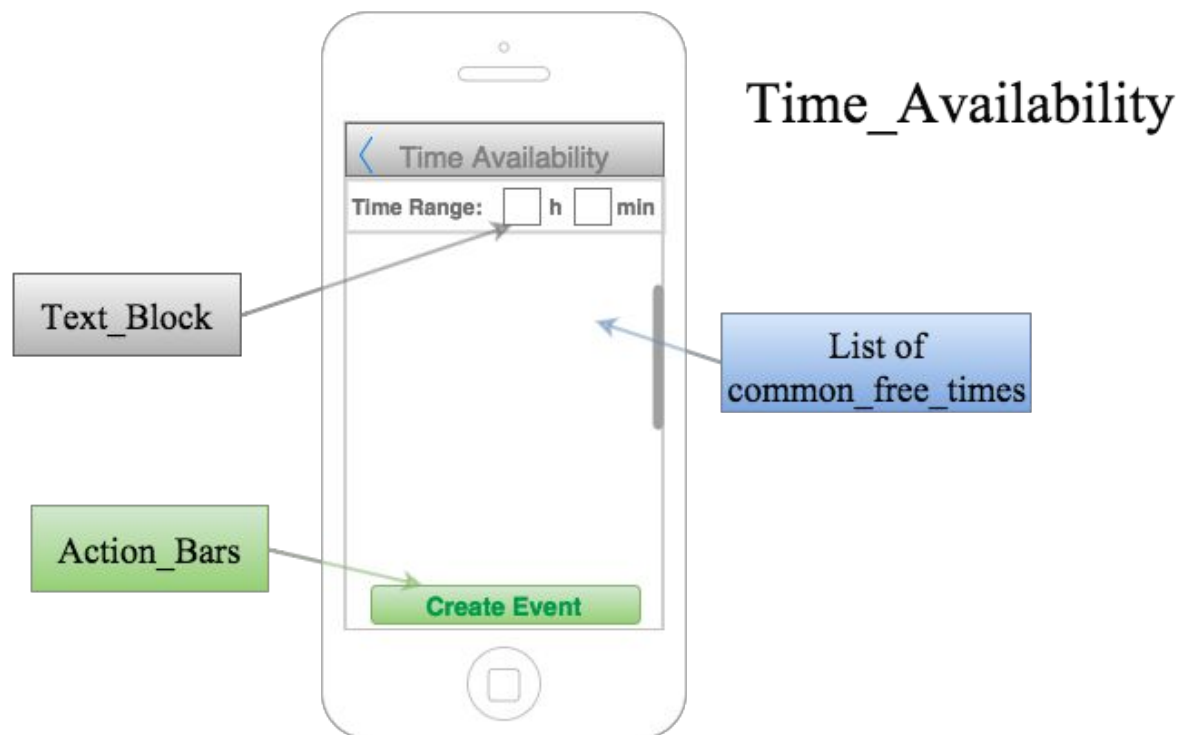 Time_Availability
Time Availability
Time Range: h min
Text_Block
List of
common_free_times
Action_Bars
Create Event